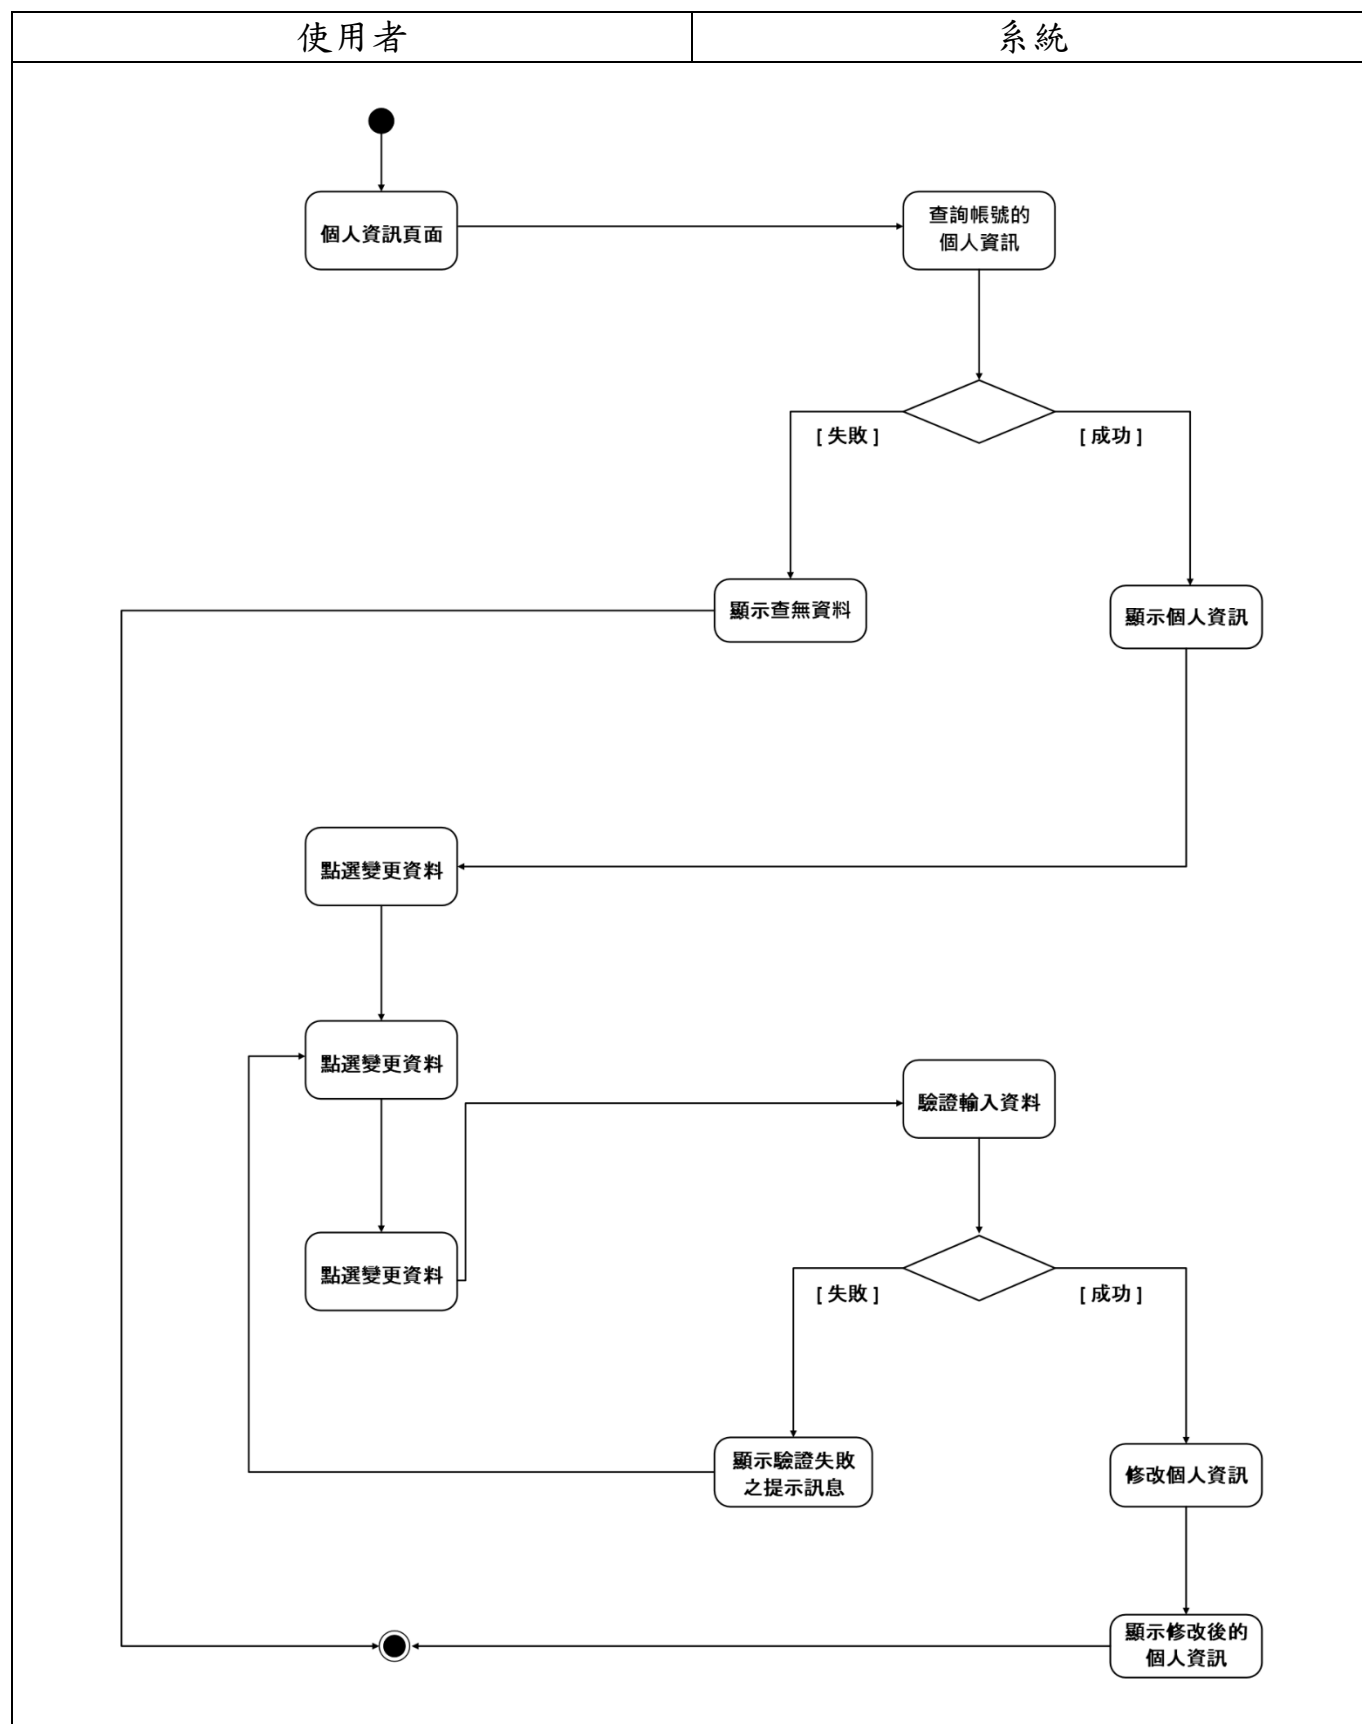 使用者
系統
個人資訊頁面
查詢帳號的
個人資訊
[ 失敗 ]
[ 成功 ]
顯示查無資料
顯示個人資訊
點選變更資料
點選變更資料
驗證輸入資料
點選變更資料
[ 失敗 ]
[ 成功 ]
顯示驗證失敗
之提示訊息
修改個人資訊
顯示修改後的
個人資訊